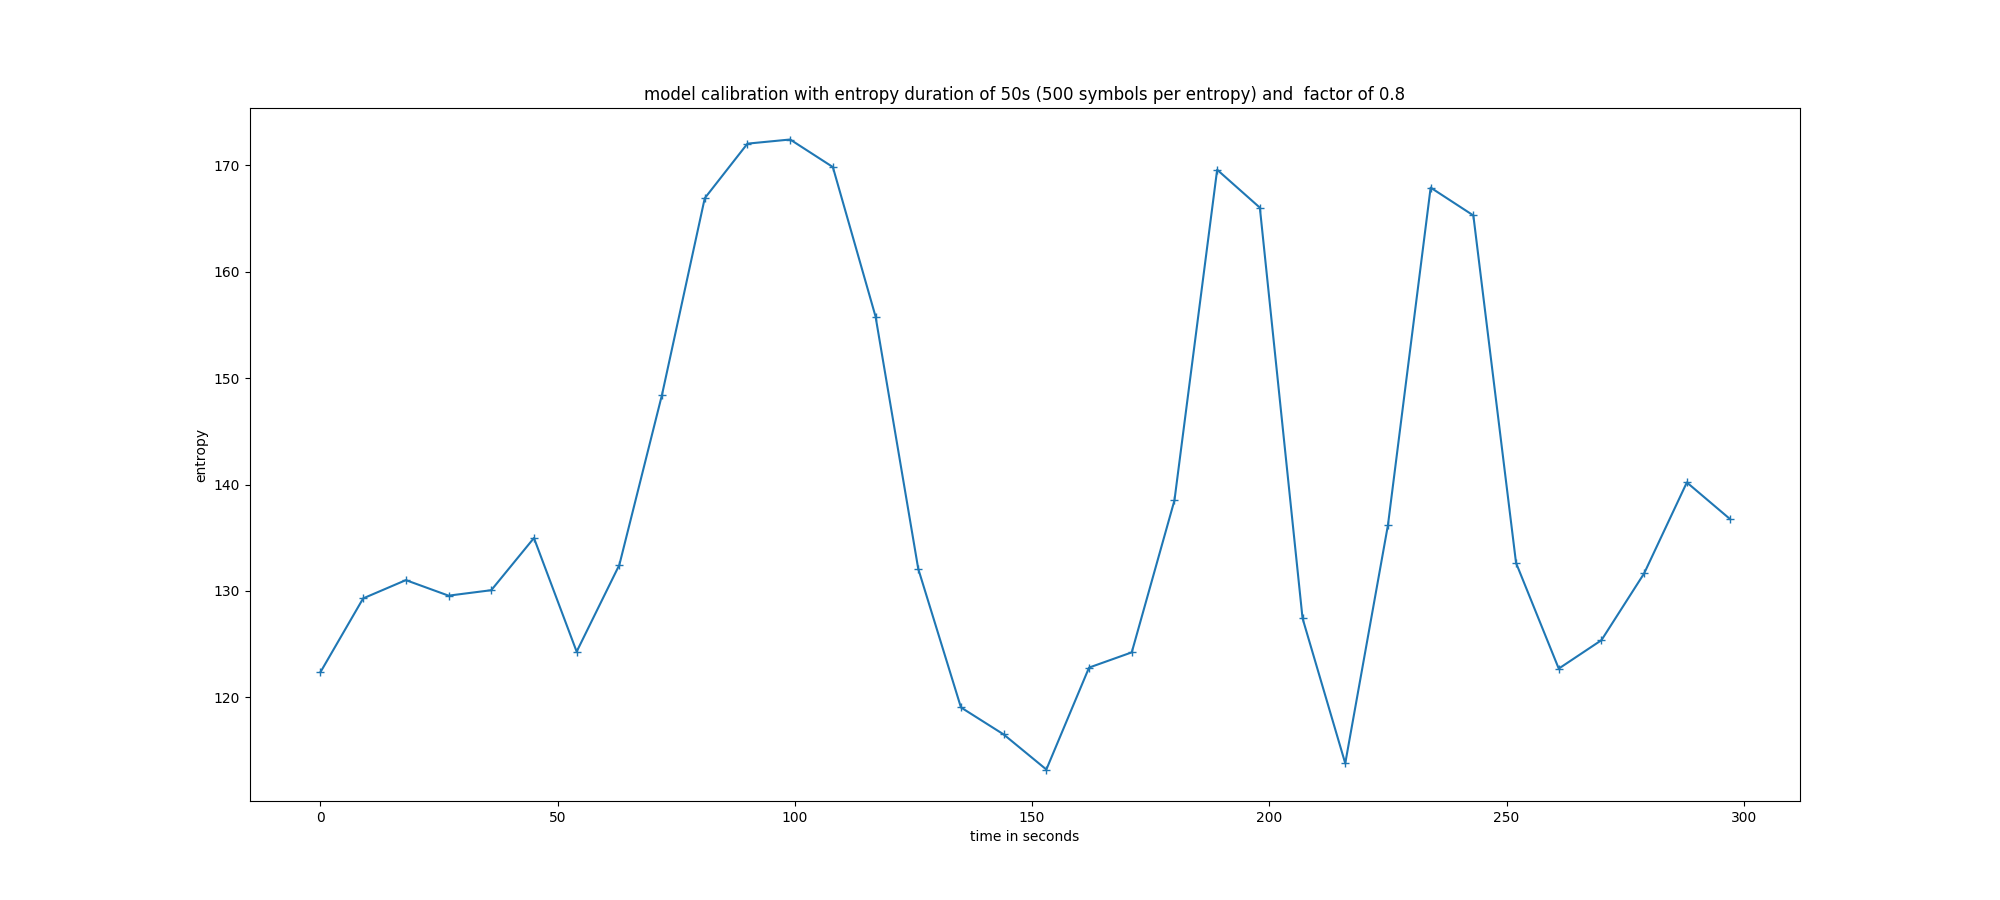 model calibration with entropy duration of 50s (500 symbols per entropy) and  factor of 0.8
170
160
150
140
130
120
entropy
0 50 100 150 200 250 300
time in seconds